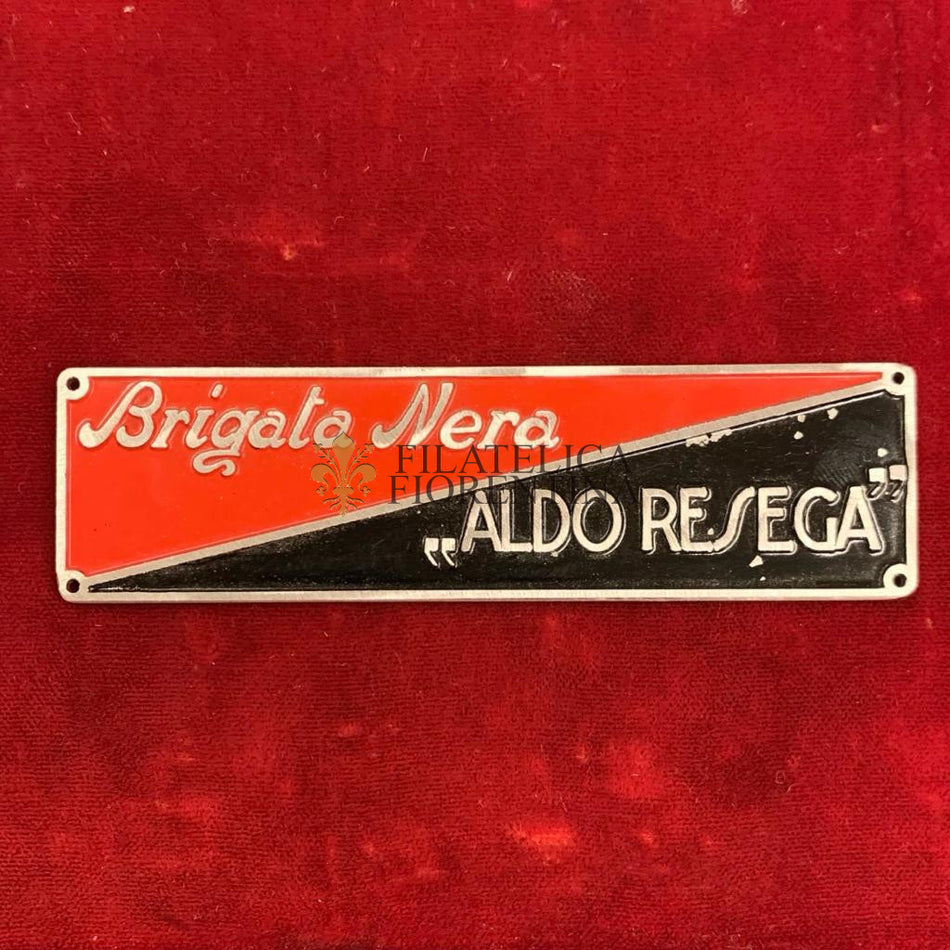 Brigata Nera
„ALDO RESEGA”
FILATELICA
FIORENTINA